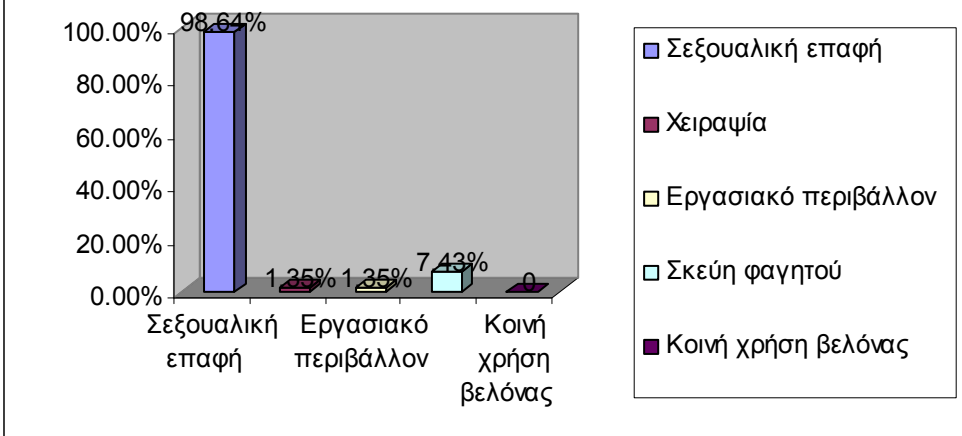 100.00%
80.00%
60.00%
40.00%
20.00%
0.00%
98.64%
1.35%
1.35%
7.43%
0
Σεξουαλική
επαφή
Εργασιακό
περιβάλλον
Κοινή
χρήση
βελόνας
Σεξουαλική επαφή
Χειραψία
Εργασιακό περιβάλλον
Σκεύη φαγητού
Κοινή χρήση βελόνας